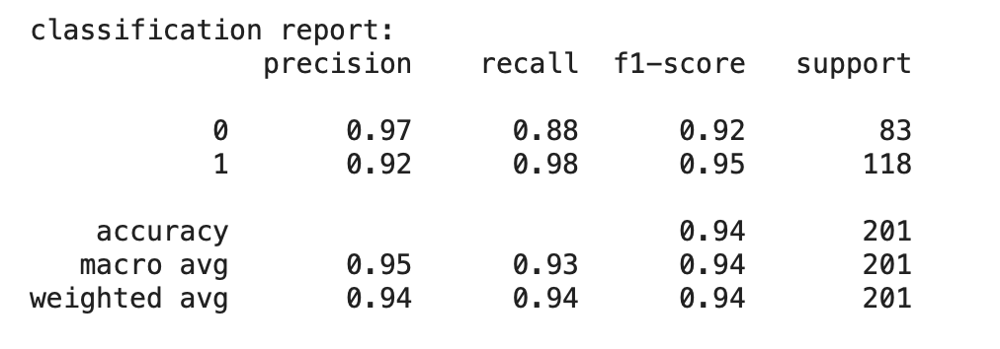 classification report:
precision recall f1-score support
0 0.97 0.88 0.92 83
1 0.92 0.98 0.95 118
accuracy 0.94 201
macro avg 0.95 0.93 0.94 201
weighted avg 0.94 0.94 0.94 201